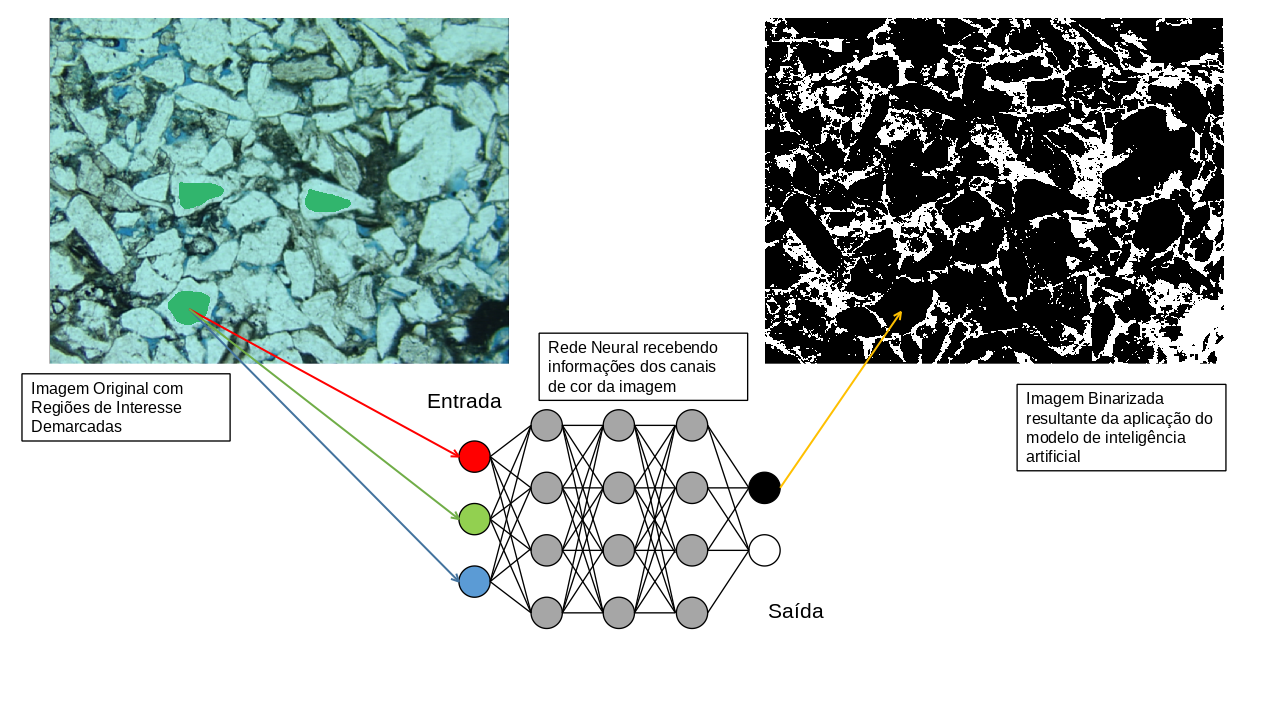 Imagem Original com
Regiões de Interesse
Demarcadas
Rede Neural recebendo
informações dos canais
de cor da imagem
Entrada
Imagem Binarizada
resultante da aplicação do
modelo de inteligência
artificial
Saída